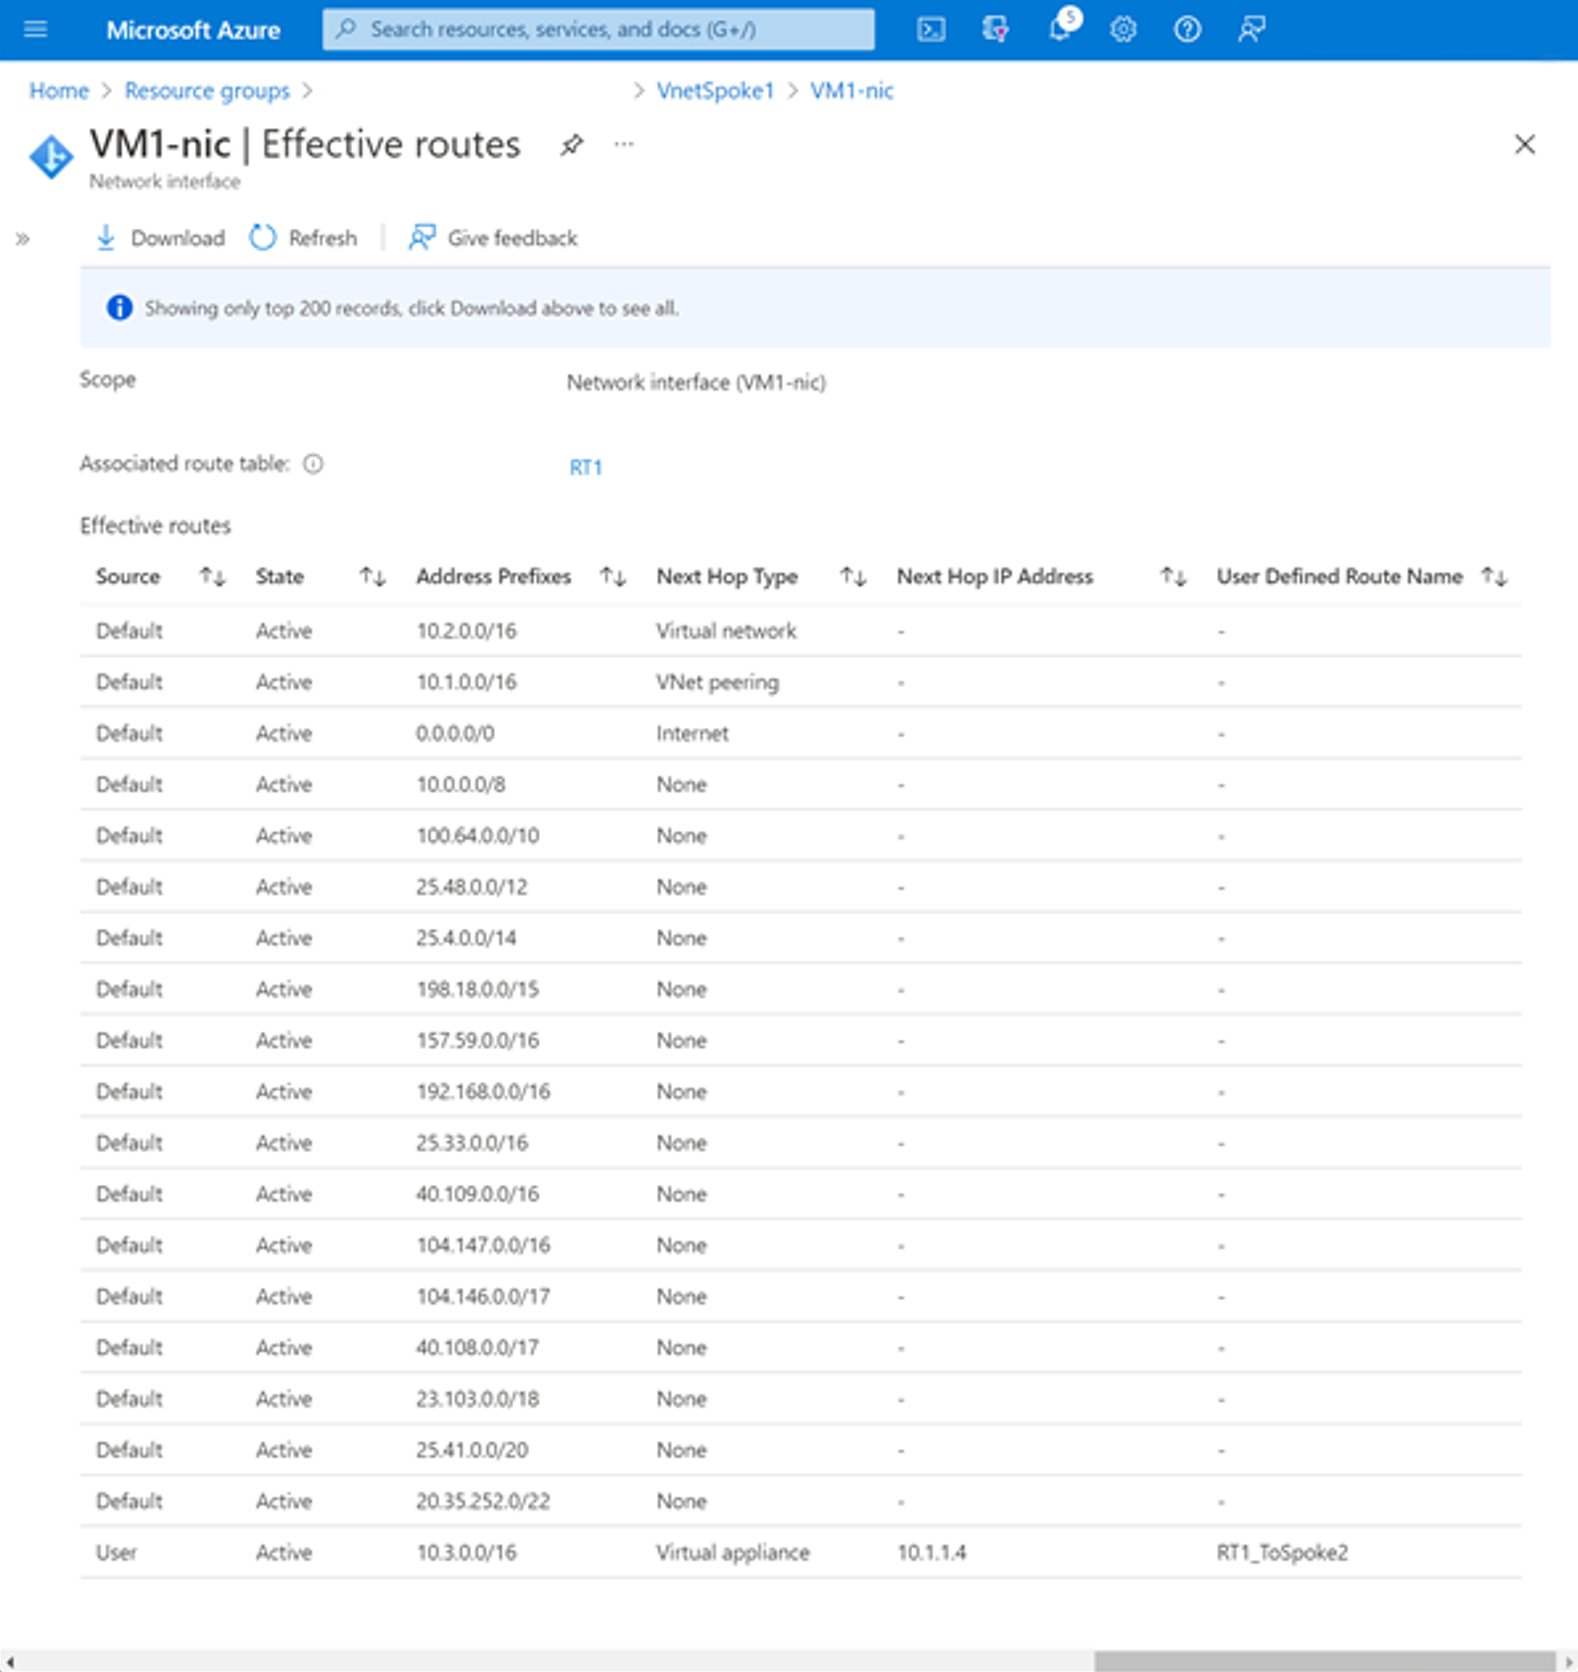 Microsoft Azure Search resources, services, and docs (G+/) 5
Home > Resource groups > > VnetSpoke1 > VM1-nic
VM1-nic | Effective routes ...
Network interface
Download Refresh Give feedback
Showing only top 200 records, click Download above to see all.
Scope Network interface (VM1-nic)
Associated route table: RT1
Effective routes
Source State Address Prefixes Next Hop Type Next Hop IP Address User Defined Route Name
Default Active 10.2.0.0/16 Virtual network - -
Default Active 10.1.0.0/16 VNet peering - -
Default Active 0.0.0.0/0 Internet - -
Default Active 10.0.0.0/8 None - -
Default Active 100.64.0.0/10 None - -
Default Active 25.48.0.0/12 None - -
Default Active 25.4.0.0/14 None - -
Default Active 198.18.0.0/15 None - -
Default Active 157.59.0.0/16 None - -
Default Active 192.168.0.0/16 None - -
Default Active 25.33.0.0/16 None - -
Default Active 40.109.0.0/16 None - -
Default Active 104.147.0.0/16 None - -
Default Active 104.146.0.0/17 None - -
Default Active 40.108.0.0/17 None - -
Default Active 23.103.0.0/18 None - -
Default Active 25.41.0.0/20 None - -
Default Active 20.35.252.0/22 None - -
User Active 10.3.0.0/16 Virtual appliance 10.1.1.4 RT1_ToSpoke2